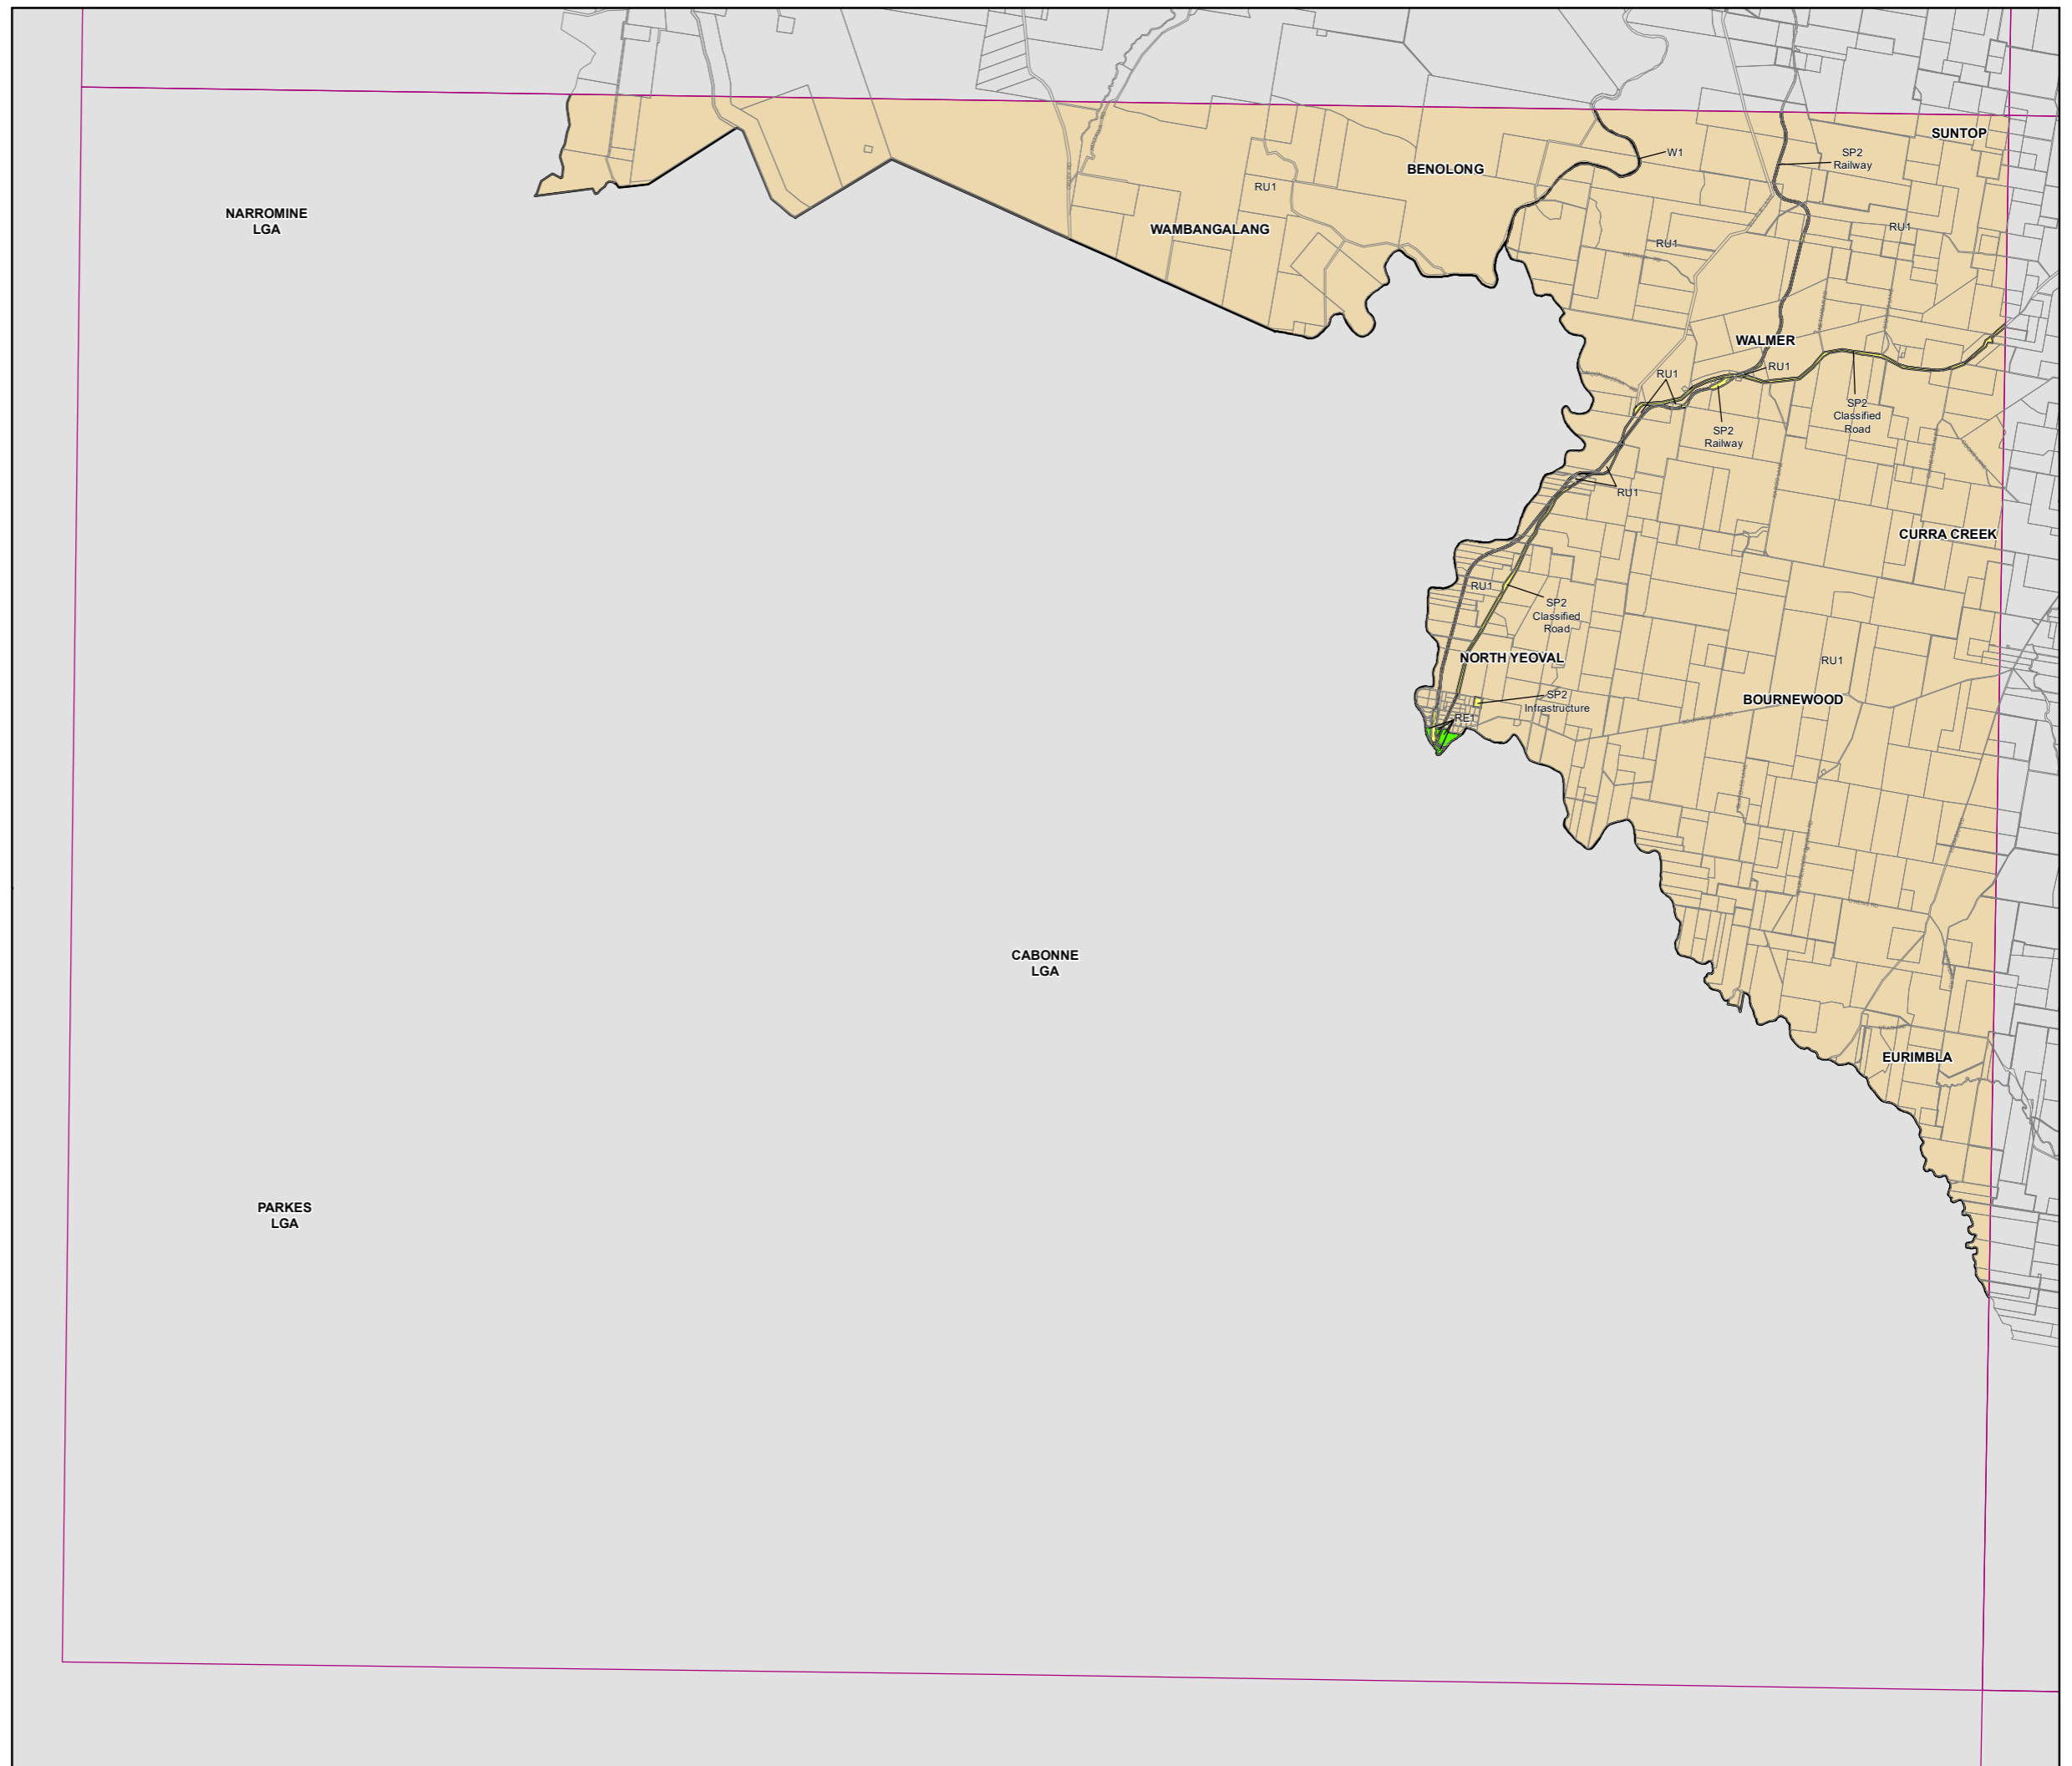 SUNTOP
W1
SP2
Railway
BENOLONG
RU1
NARROMINE
LGA
WAMBANGALANG
RU1
RU1
WALMER
RU1
RU1
SP2
Classified
Road
SP2
Railway
RU1
CURRA CREEK
RU1
SP2
Classified
Road
NORTH YEOVAL
RU1
SP2
Infrastructure
BOURNEWOOD
RE1
CABONNE
LGA
EURIMBLA
PARKES
LGA